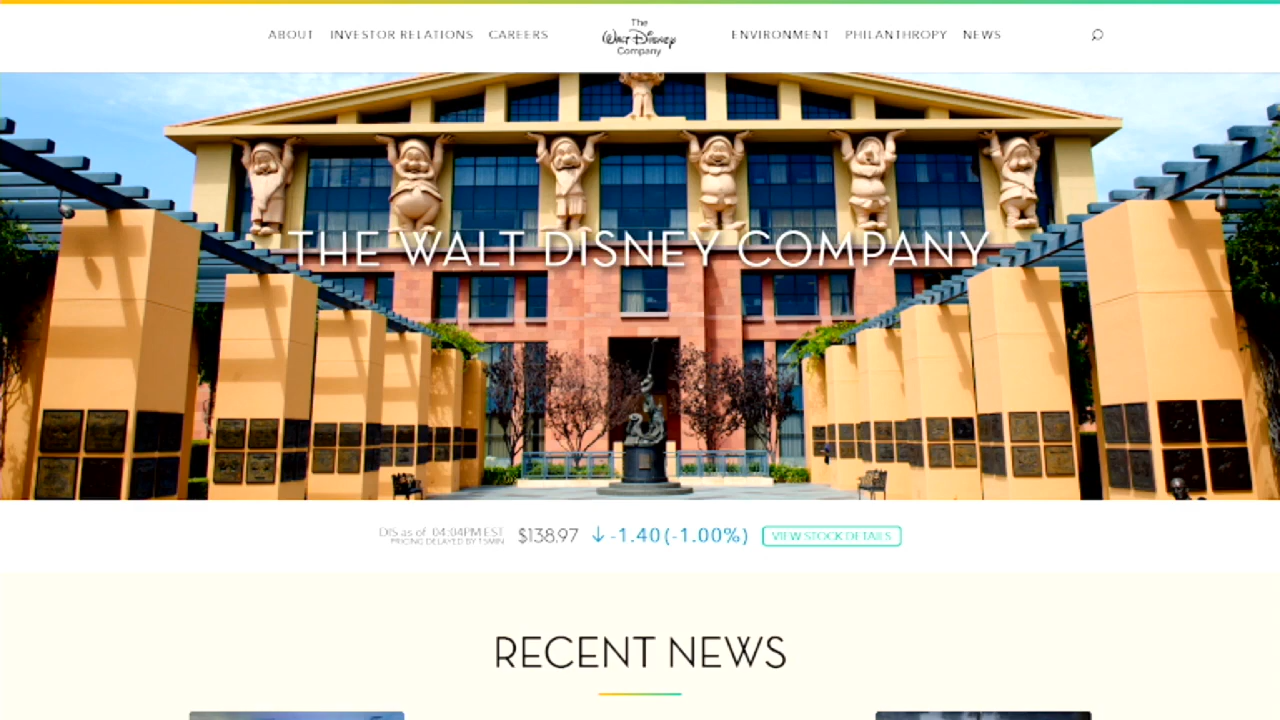 ABOUT INVESTOR RELATIONS CAREERS
The
Walt Disney
Company
ENVIRONMENT PHILANTHROPY NEWS
THE WALT DISNEY COMPANY
DIS as of 04:04PM EST
PRICING DELAYED BY 15MIN
$138.97
-1.40 (-1.00%)
VIEW STOCK DETAILS
RECENT NEWS